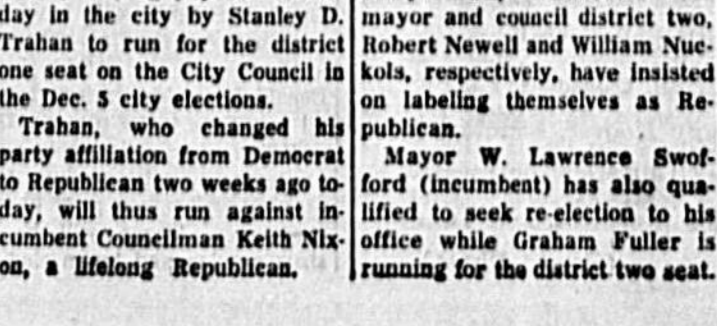 day in the city by Stanley D.
Trahan to run for the district
one seat on the City Council in
the Dec. 5 city elections.
Trahan, who changed his
party affiliation from Democrat
to Republican two weeks ago to-
day, will thus run against in-
cumbent Councilman Keith Nix-
on, a lifelong Republican.
mayor and council district two,
Robert Newell and William Nuc-
kols, respectively, have insisted
on labeling themselves as Re-
publican.
Mayor W. Lawrence Swof-
ford (incumbent) has also qua-
lified to seek re-election to his
office while Graham Fuller is
running for the district two seat.